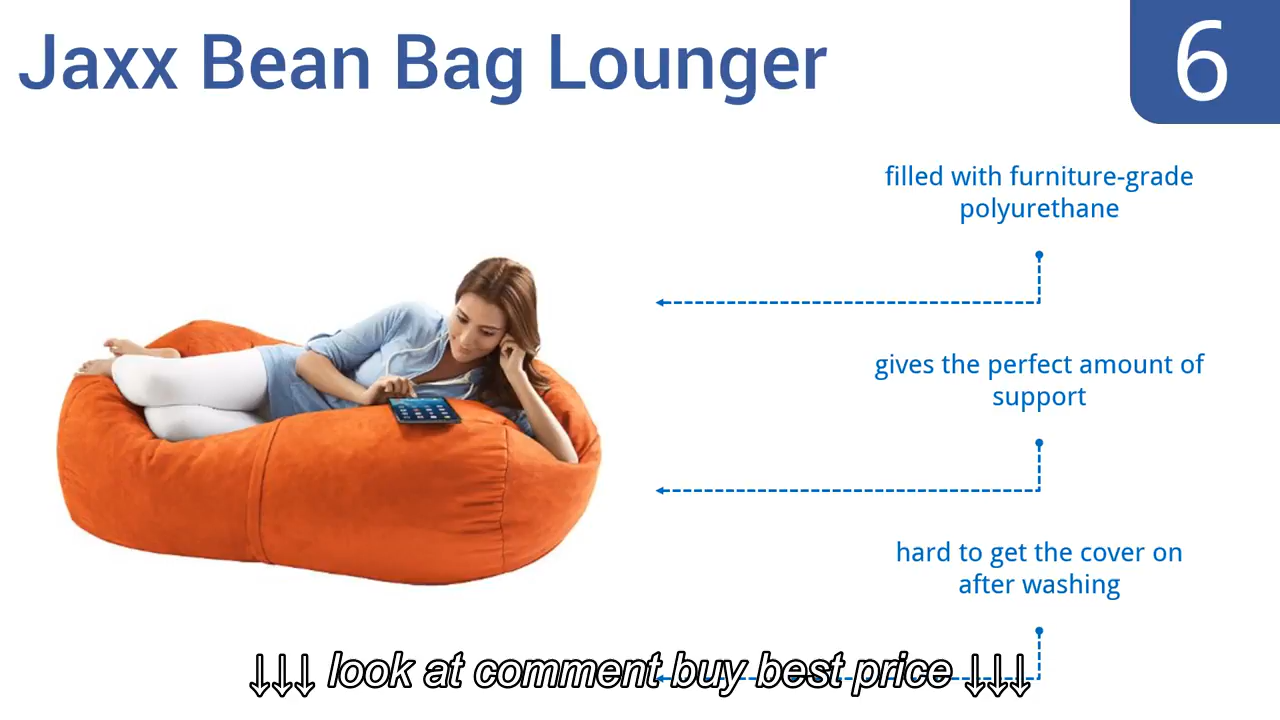 Jaxx Bean Bag Lounger
6
filled with furniture-grade
polyurethane
gives the perfect amount of
support
hard to get the cover on
after washing
↓↓↓ look at comment buy best price ↓↓↓